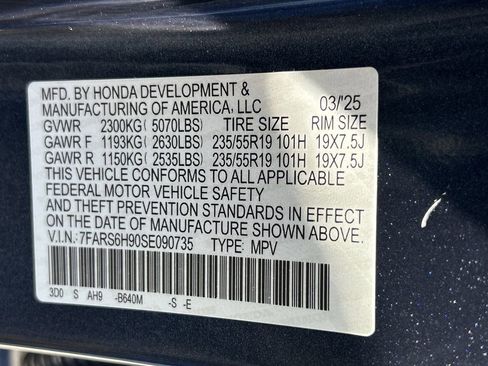 MFD. BY HONDA DEVELOPMENT &
MANUFACTURING OF AMERICA, LLC 03/'25
GVWR 2300KG ( 5070LBS) TIRE SIZE RIM SIZE
GAWR F 1193KG ( 2630LBS) 235/55R19 101H 19X7.5J
GAWR R 1150KG ( 2535LBS) 235/55R19 101H 19X7.5J
THIS VEHICLE CONFORMS TO ALL APPLICABLE
FEDERAL MOTOR VEHICLE SAFETY
AND THEFT PREVENTION STANDARDS IN EFFECT
ON THE DATE OF MANUFACTURE SHOWN ABOVE.
V.I.N.: 7FARS6H90SE090735 TYPE: MPV
3D0 S AH9 -B640M -S -E